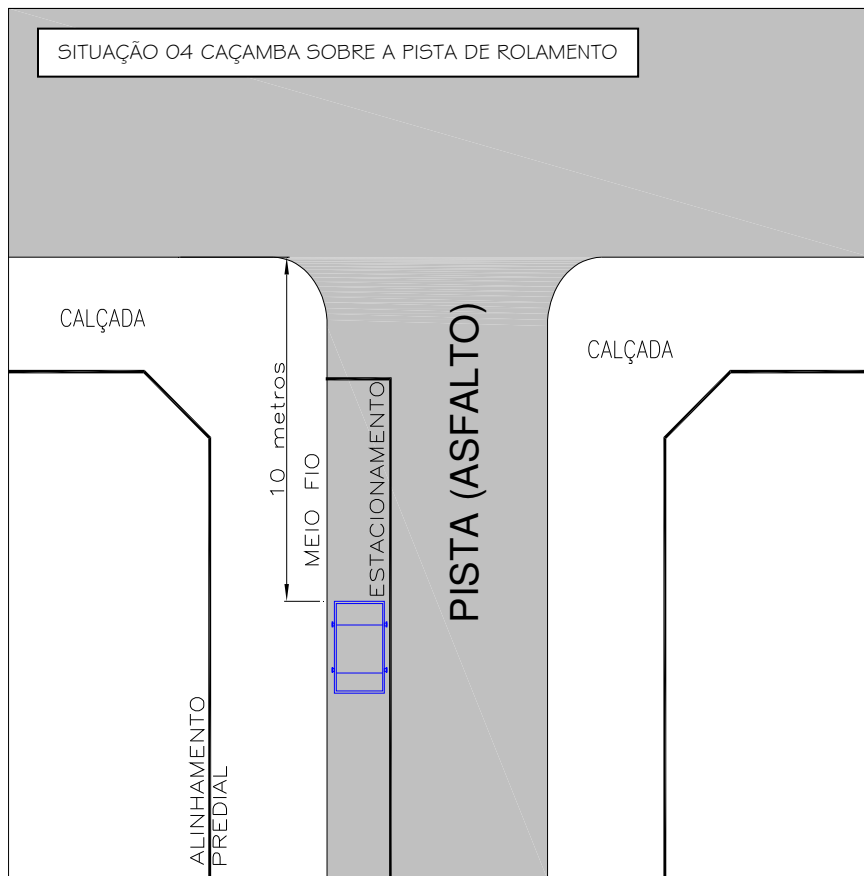 SITUAÇÃO 04 CAÇAMBA SOBRE A PISTA DE ROLAMENTO
CALÇADA
CALÇADA
10 metros
MEIO FIO
ESTACIONAMENTO
PISTA (ASFALTO)
ALINHAMENTO
PREDIAL